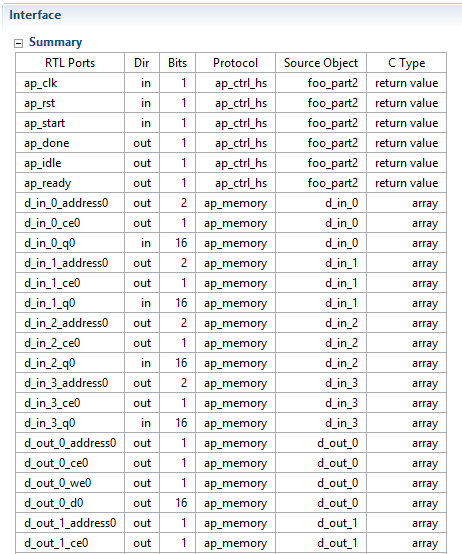 Interface
Summary
RTL Ports Dir Bits Protocol Source Object C Type
ap_clk in 1 ap_ctrl_hs foo_part2 return value
ap_rst in 1 ap_ctrl_hs foo_part2 return value
ap_start in 1 ap_ctrl_hs foo_part2 return value
ap_done out 1 ap_ctrl_hs foo_part2 return value
ap_idle out 1 ap_ctrl_hs foo_part2 return value
ap_ready out 1 ap_ctrl_hs foo_part2 return value
d_in_0_address0 out 2 ap_memory d_in_0 array
d_in_0_ce0 out 1 ap_memory d_in_0 array
d_in_0_q0 in 16 ap_memory d_in_0 array
d_in_1_address0 out 2 ap_memory d_in_1 array
d_in_1_ce0 out 1 ap_memory d_in_1 array
d_in_1_q0 in 16 ap_memory d_in_1 array
d_in_2_address0 out 2 ap_memory d_in_2 array
d_in_2_ce0 out 1 ap_memory d_in_2 array
d_in_2_q0 in 16 ap_memory d_in_2 array
d_in_3_address0 out 2 ap_memory d_in_3 array
d_in_3_ce0 out 1 ap_memory d_in_3 array
d_in_3_q0 in 16 ap_memory d_in_3 array
d_out_0_address0 out 1 ap_memory d_out_0 array
d_out_0_ce0 out 1 ap_memory d_out_0 array
d_out_0_we0 out 1 ap_memory d_out_0 array
d_out_0_d0 out 16 ap_memory d_out_0 array
d_out_1_address0 out 1 ap_memory d_out_1 array
d_out_1_ce0 out 1 ap_memory d_out_1 array